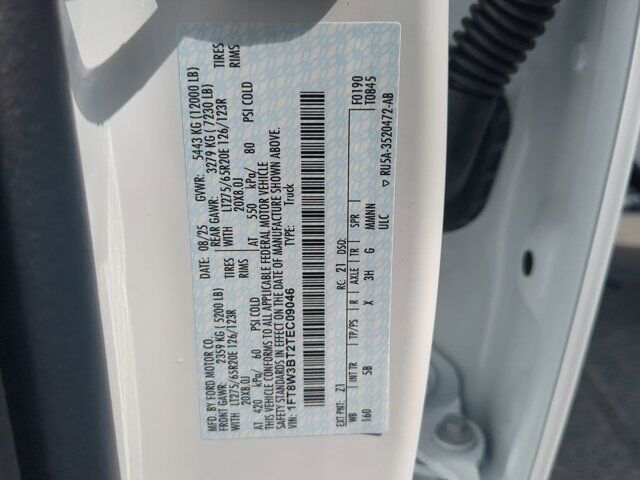 MFD. BY FORD MOTOR CO.
DATE: 08/25 GVWR: 5443 KG (12000 LB)
FRONT GAWR: 2359 KG (5200 LB) REAR GAWR: 3279 KG (7230 LB)
WITH LT275/65R20E 126/123R TIRES WITH LT275/65R20E 126/123R TIRES
20X8.0J RIMS 20X8.0J RIMS
AT 420 kPa/ 60 PSI COLD AT 550 kPa/ 80 PSI COLD
THIS VEHICLE CONFORMS TO ALL APPLICABLE FEDERAL MOTOR VEHICLE
SAFETY STANDARDS IN EFFECT ON THE DATE OF MANUFACTURE SHOWN ABOVE.
VIN: 1FT8W3BT2TEC09046 TYPE: Truck
F0190
T0B45
EXT PNT: Z1 RC: 21 DSO:
WB INT TR TP/PS R AXLE TR SPR
160 5B X 3H G MMMNN
ULC
▽ RU5A-3520472-AB